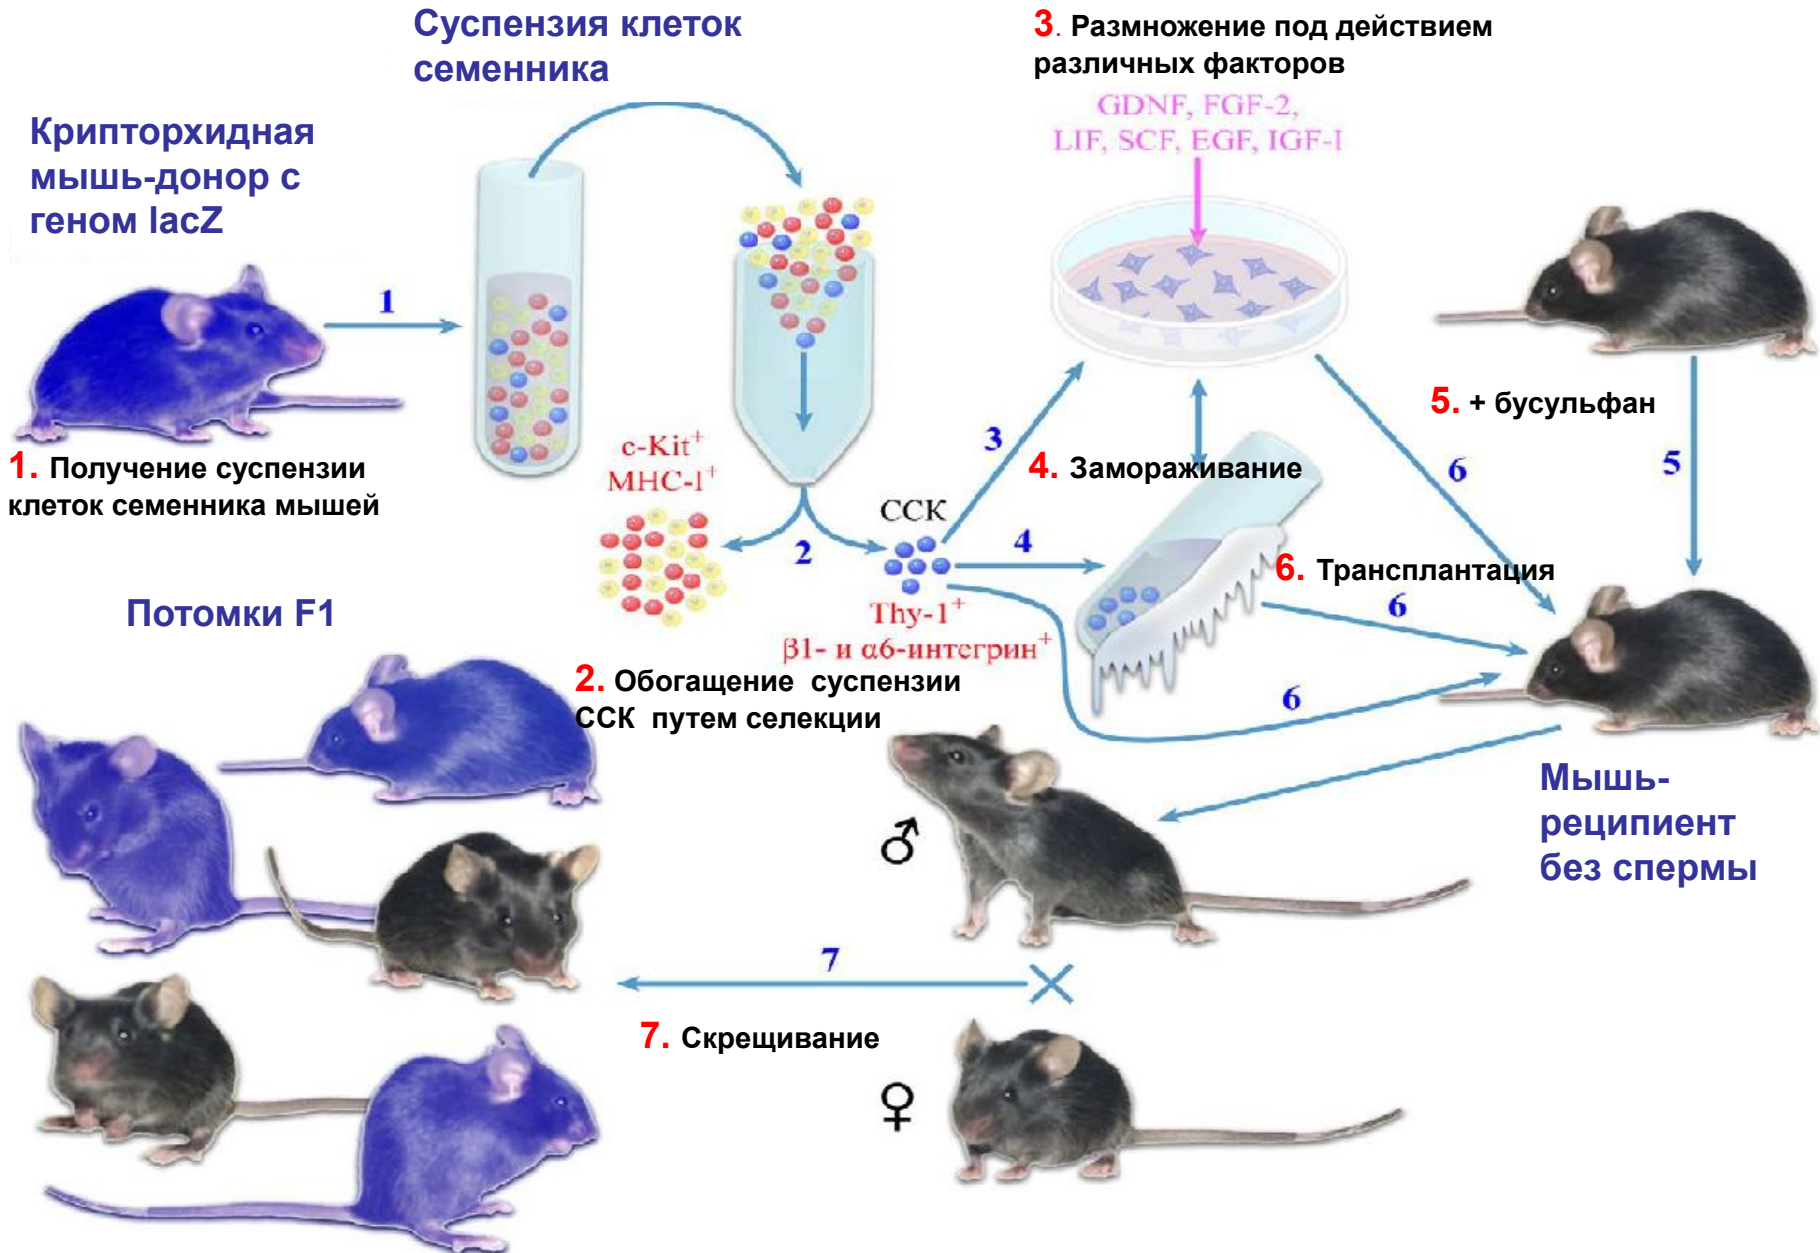 Суспензия клеток
семенника
3. Размножение под действием
различных факторов
GDNF, FGF-2,
LIF, SCF, EGF, IGF-I
Крипторхидная
мышь-донор с
геном lacZ
1
1. Получение суспензии
клеток семенника мышей
c-Kit⁺
MHC-I⁺
2
ССК
Thy-1⁺
β1- и α6-интегрин⁺
2. Обогащение суспензии
ССК путем селекции
3
4
4. Замораживание
5. + бусульфан
5
6
6. Трансплантация
6
6
Мышь-
реципиент
без спермы
Потомки F1
♂
7
7. Скрещивание
♀